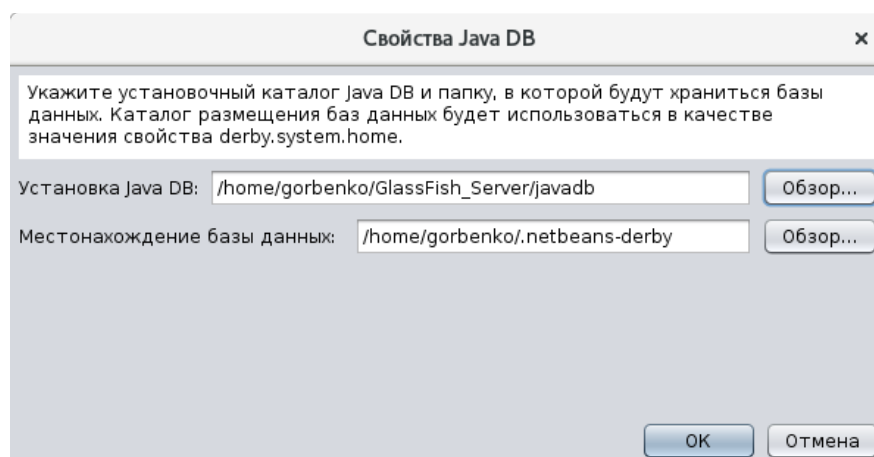 Свойства Java DB
×
Укажите установочный каталог Java DB и папку, в которой будут храниться базы
данных. Каталог размещения баз данных будет использоваться в качестве
значения свойства derby.system.home.
Установка Java DB: /home/gorbenko/GlassFish_Server/javadb Обзор...
Местонахождение базы данных: /home/gorbenko/.netbeans-derby Обзор...
OK Отмена